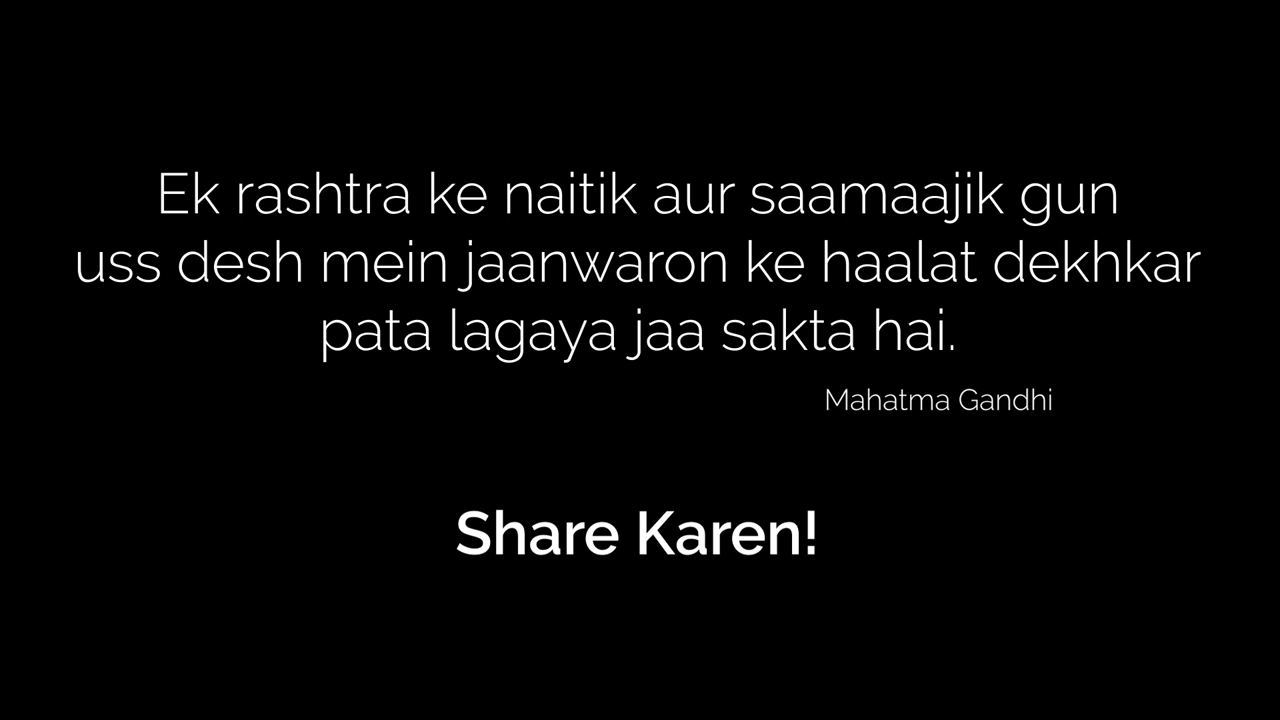 Ek rashtra ke naitik aur saamaajik gun
uss desh mein jaanwaron ke haalat dekhkar
pata lagaya jaa sakta hai.
Mahatma Gandhi
Share Karen!